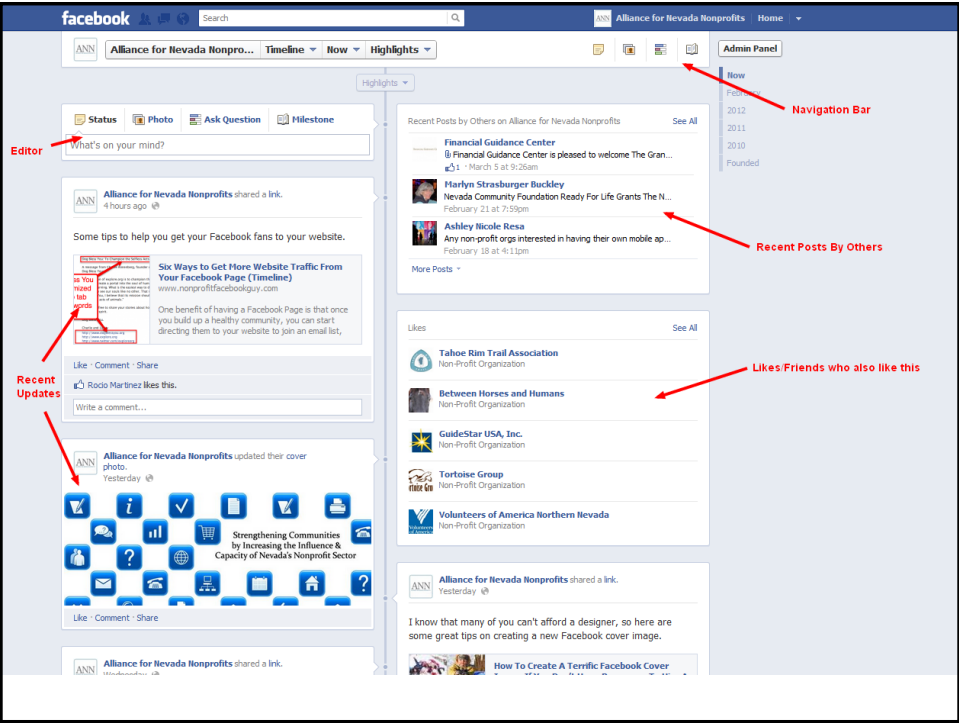 facebook
Search
ANN Alliance for Nevada Nonprofits Home
ANN Alliance for Nevada Nonpro... Timeline Now Highlights
Admin Panel
Highlights
Now
February
2012
2011
2010
Founded
Navigation Bar
Status Photo Ask Question Milestone
What's on your mind?
Editor
Recent Posts by Others on Alliance for Nevada Nonprofits See All
Financial Guidance Center
Financial Guidance Center is pleased to welcome The Gran...
1 · March 5 at 9:26am
Marlyn Strasburger Buckley
Nevada Community Foundation Ready For Life Grants The N...
February 21 at 7:59pm
Ashley Nicole Resa
Any non-profit orgs interested in having their own mobile ap...
February 18 at 4:11pm
More Posts
Recent Posts By Others
ANN
Alliance for Nevada Nonprofits shared a link.
4 hours ago
Some tips to help you get your Facebook fans to your website.
Six Ways to Get More Website Traffic From
Your Facebook Page (Timeline)
www.nonprofitfacebookguy.com
One benefit of having a Facebook Page is that once
you build up a healthy community, you can start
directing them to your website to join an email list,
Like · Comment · Share
Rocio Martinez likes this.
Write a comment...
Recent
Updates
Likes See All
Tahoe Rim Trail Association
Non-Profit Organization
Between Horses and Humans
Non-Profit Organization
GuideStar USA, Inc.
Non-Profit Organization
Tortoise Group
Non-Profit Organization
Volunteers of America Northern Nevada
Non-Profit Organization
Likes/Friends who also like this
ANN
Alliance for Nevada Nonprofits updated their cover
photo.
Yesterday
Strengthening Communities
by Increasing the Influence &
Capacity of Nevada's Nonprofit Sector
Like · Comment · Share
ANN
Alliance for Nevada Nonprofits shared a link.
Yesterday
I know that many of you can't afford a designer, so here are
some great tips on creating a new Facebook cover image.
How To Create A Terrific Facebook Cover
ANN
Alliance for Nevada Nonprofits shared a link.
Wednesday